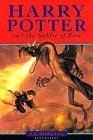 HARRY
POTTER
and the Goblet of Fire
J.K. ROWLING
BLOOMSBURY